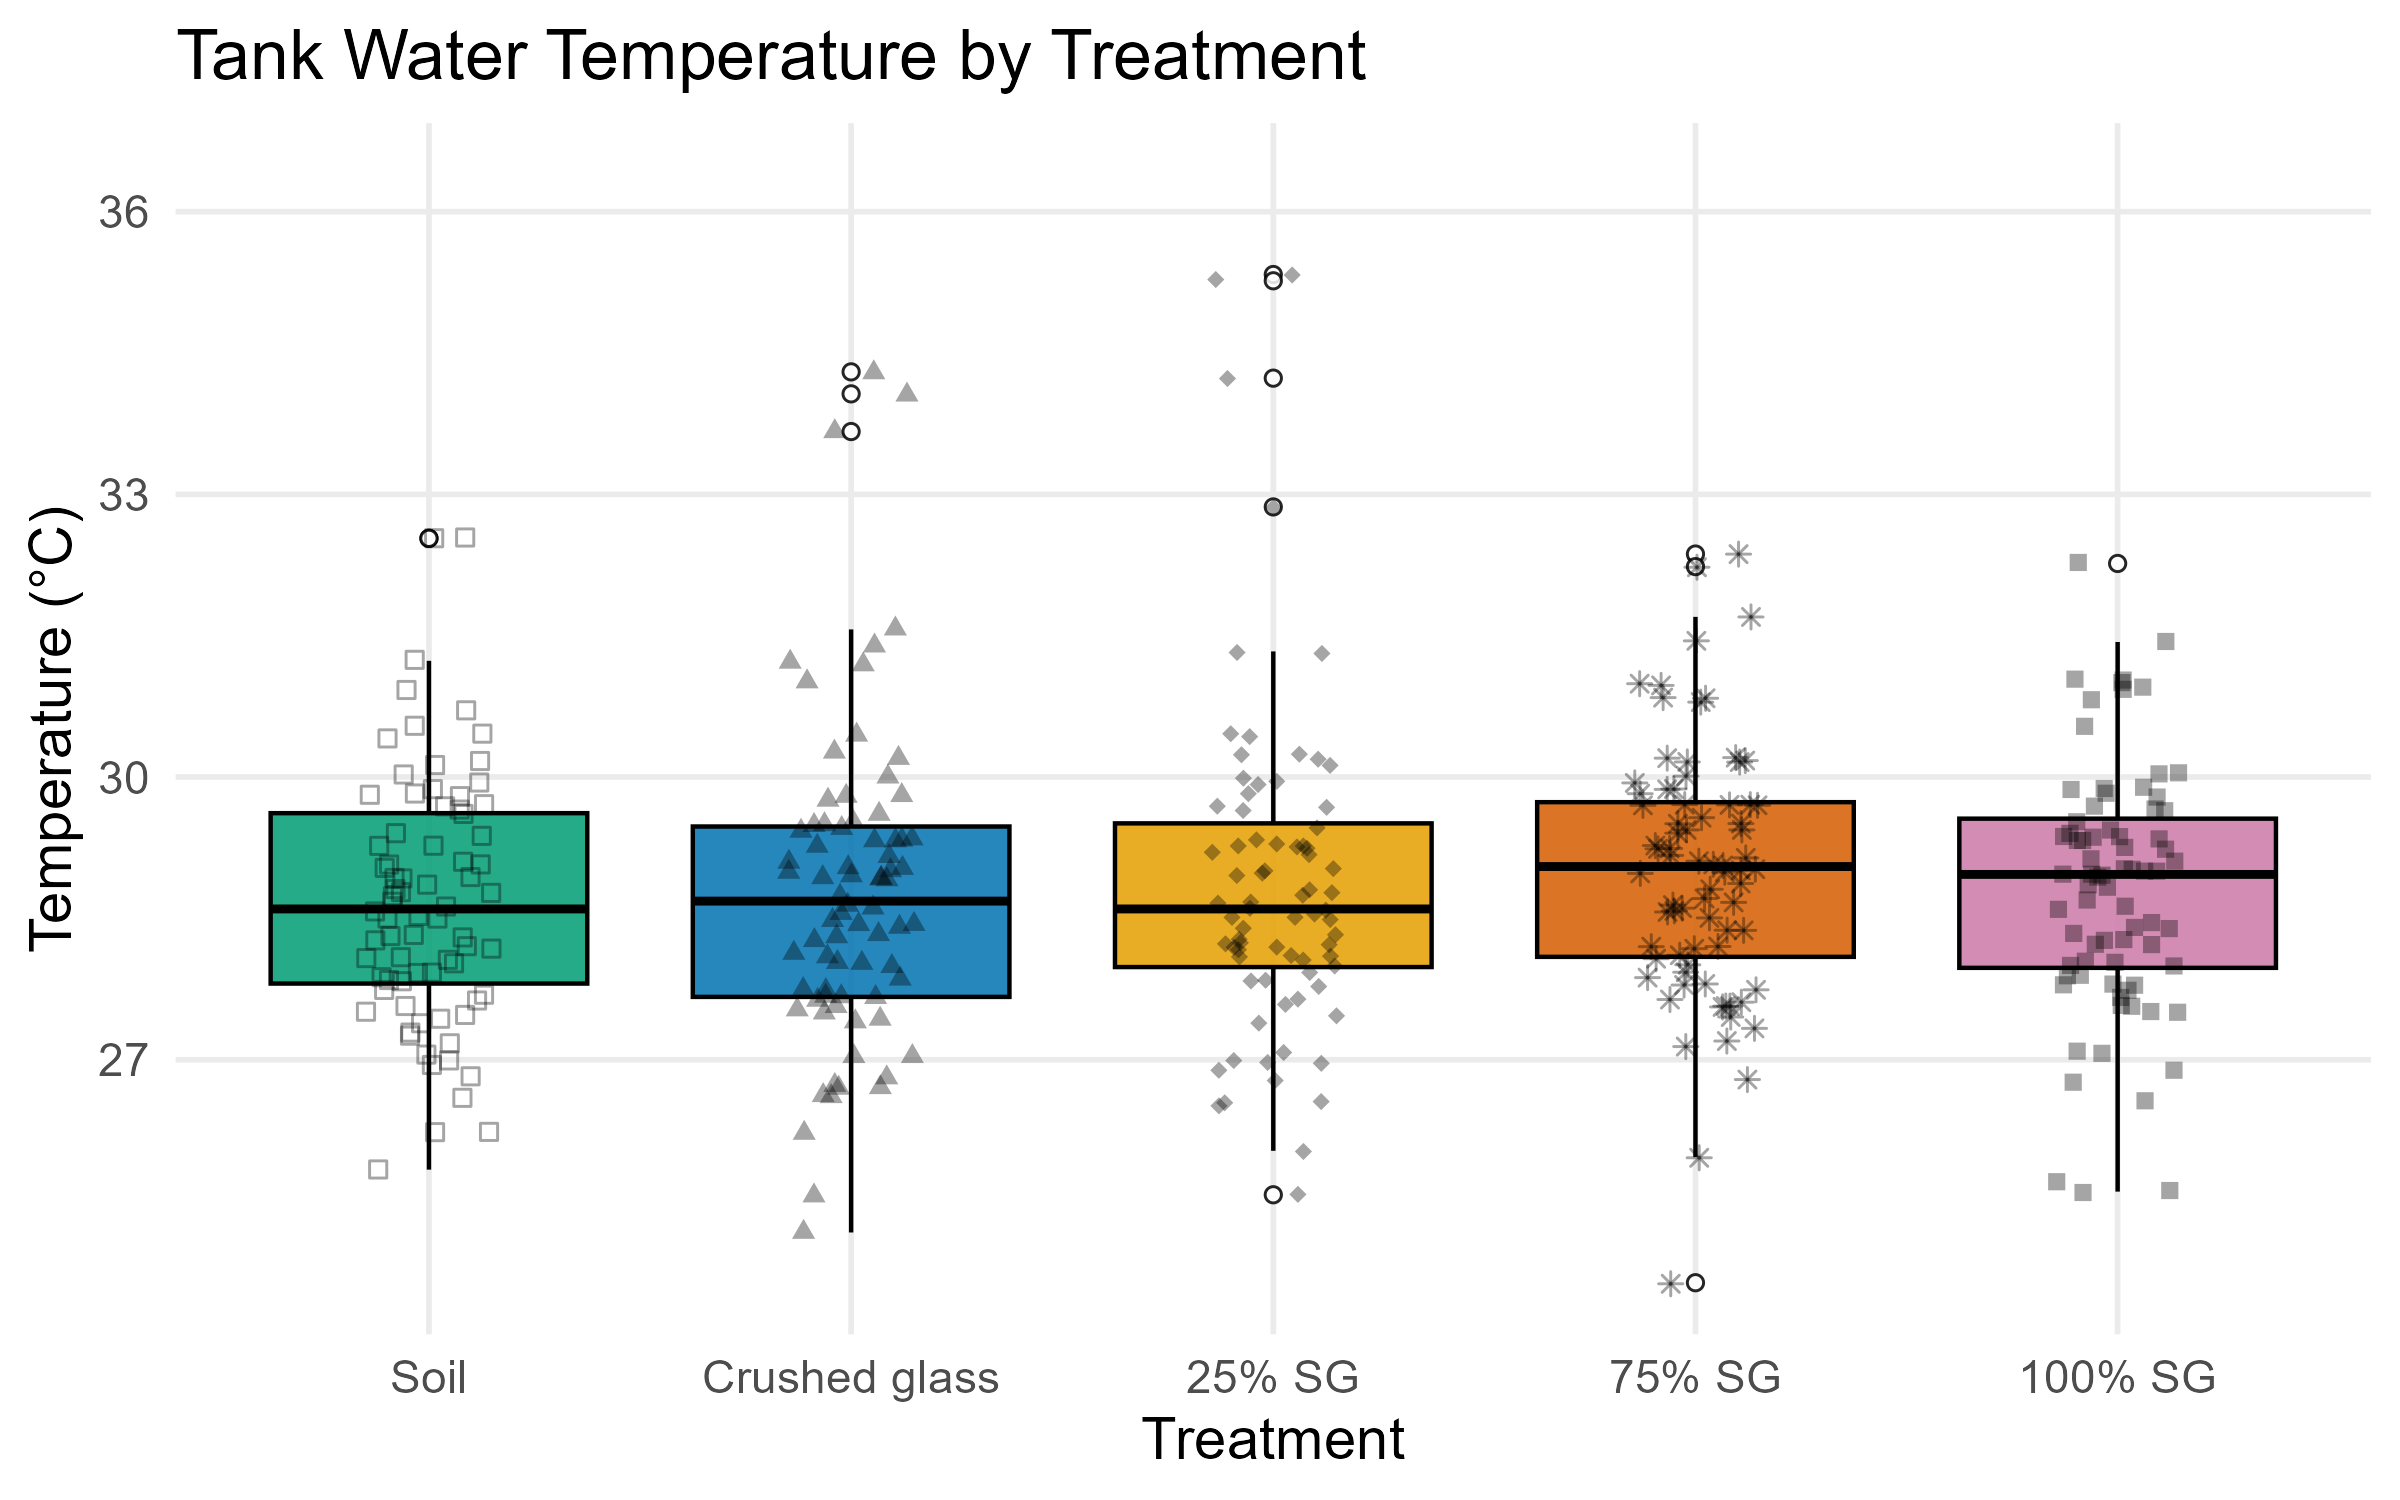 Tank Water Temperature by Treatment
Temperature (°C)
36
33
30
27
Soil
Crushed glass
25% SG
75% SG
100% SG
Treatment